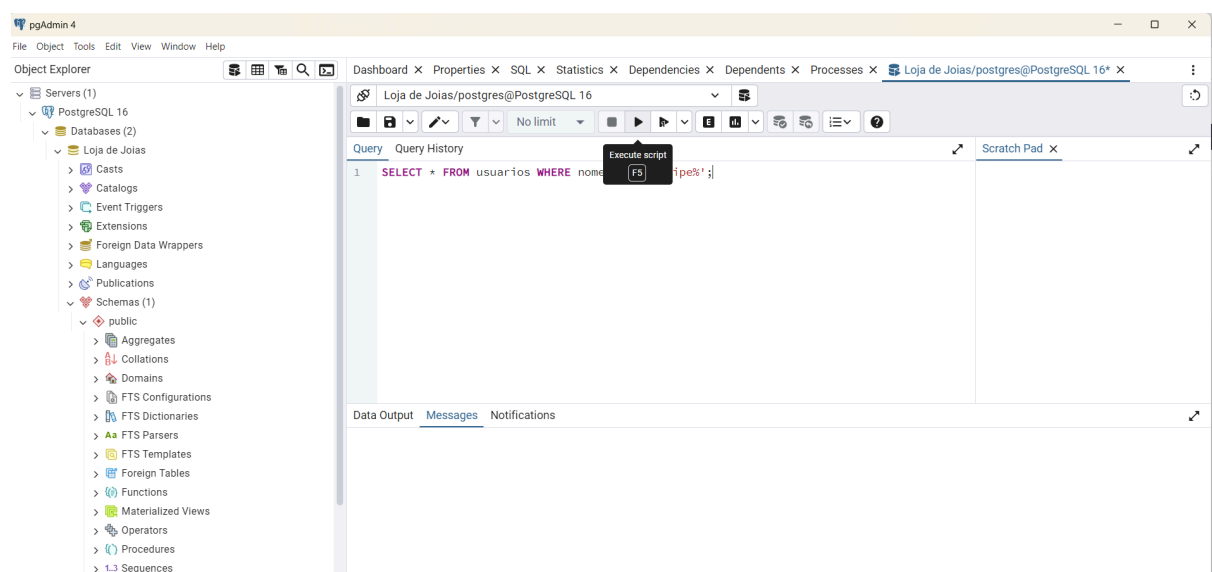 pgAdmin 4
File Object Tools Edit View Window Help
Object Explorer
Dashboard Properties SQL Statistics Dependencies Dependents Processes Loja de Joias/postgres@PostgreSQL 16*
Servers (1)
Loja de Joias/postgres@PostgreSQL 16
PostgreSQL 16
Databases (2)
No limit
E
Loja de Joias
Query Query History
Scratch Pad
Execute script
F5
1 SELECT * FROM usuarios WHERE nome ipe%';
Casts
Catalogs
Event Triggers
Extensions
Foreign Data Wrappers
Languages
Publications
Schemas (1)
public
Aggregates
Collations
Domains
FTS Configurations
FTS Dictionaries
Aa FTS Parsers
FTS Templates
Foreign Tables
Functions
Materialized Views
Operators
Procedures
1..3 Sequences
Data Output Messages Notifications